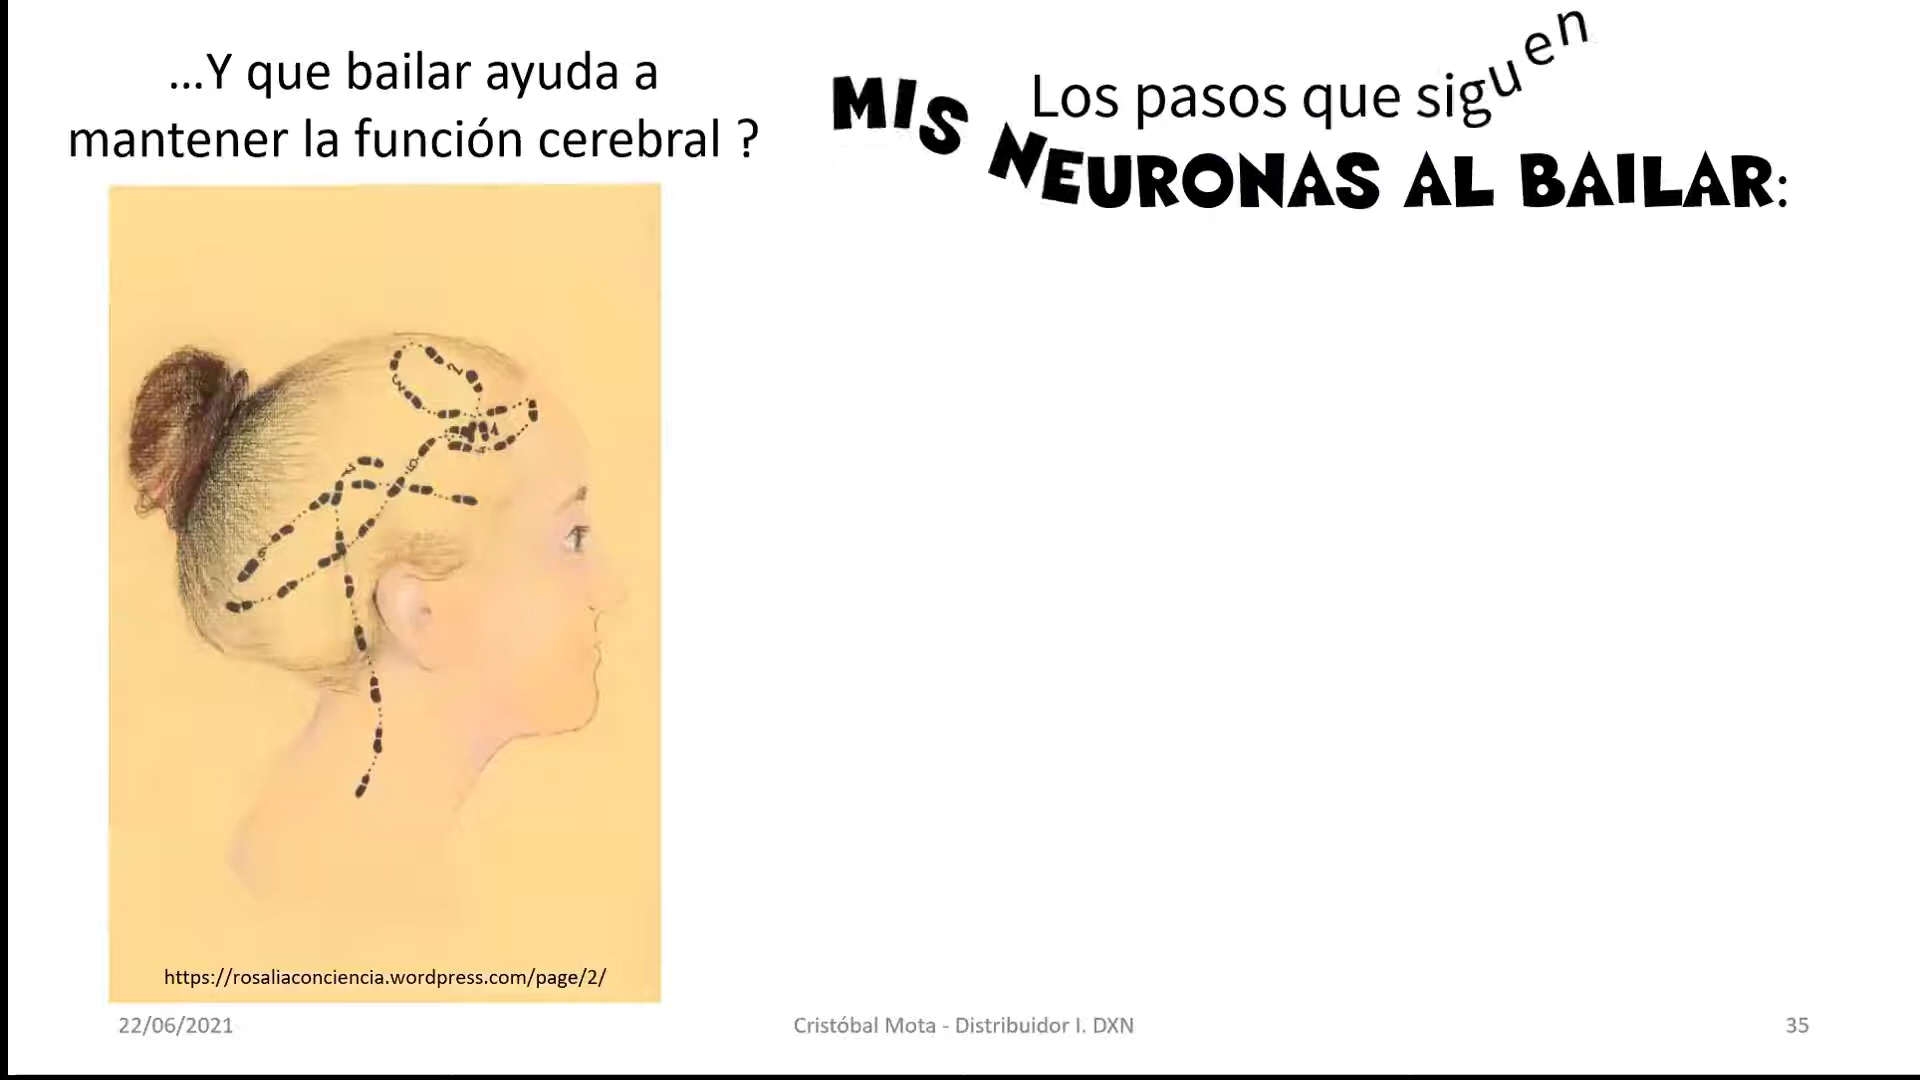 ...Y que bailar ayuda a
mantener la función cerebral ?
Los pasos que siguen
MIS NEURONAS AL BAILAR:
https://rosaliaconciencia.wordpress.com/page/2/
22/06/2021
Cristóbal Mota - Distribuidor I. DXN
35